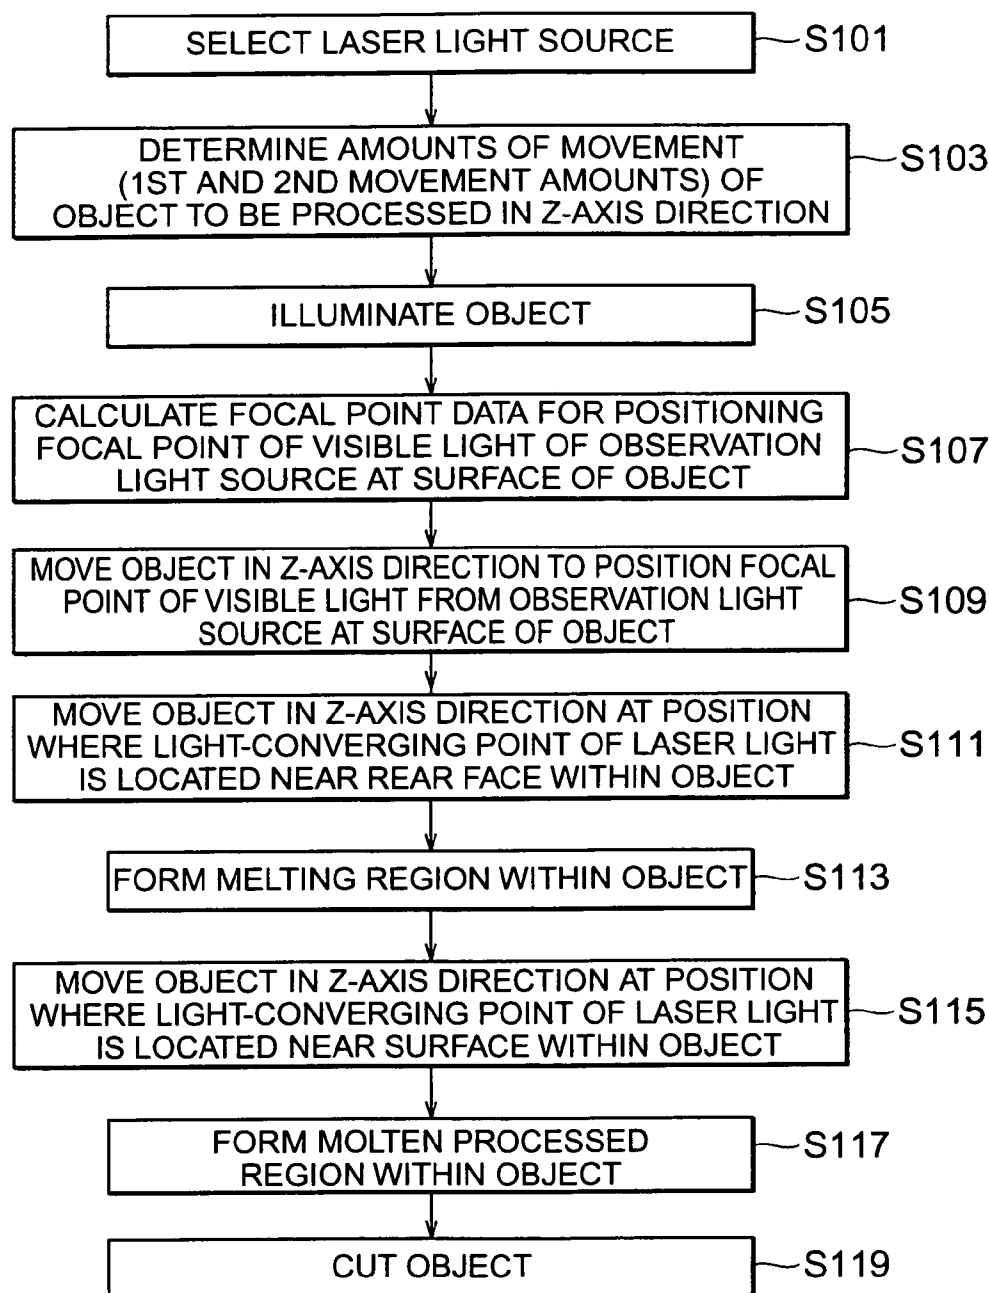 SELECT LASER LIGHT SOURCE
S101
DETERMINE AMOUNTS OF MOVEMENT
(1ST AND 2ND MOVEMENT AMOUNTS) OF
OBJECT TO BE PROCESSED IN Z-AXIS DIRECTION
S103
ILLUMINATE OBJECT
S105
CALCULATE FOCAL POINT DATA FOR POSITIONING
FOCAL POINT OF VISIBLE LIGHT OF OBSERVATION
LIGHT SOURCE AT SURFACE OF OBJECT
S107
MOVE OBJECT IN Z-AXIS DIRECTION TO POSITION FOCAL
POINT OF VISIBLE LIGHT FROM OBSERVATION LIGHT
SOURCE AT SURFACE OF OBJECT
S109
MOVE OBJECT IN Z-AXIS DIRECTION AT POSITION
WHERE LIGHT-CONVERGING POINT OF LASER LIGHT
IS LOCATED NEAR REAR FACE WITHIN OBJECT
S111
FORM MELTING REGION WITHIN OBJECT
S113
MOVE OBJECT IN Z-AXIS DIRECTION AT POSITION
WHERE LIGHT-CONVERGING POINT OF LASER LIGHT
IS LOCATED NEAR SURFACE WITHIN OBJECT
S115
FORM MOLTEN PROCESSED
REGION WITHIN OBJECT
S117
CUT OBJECT
S119